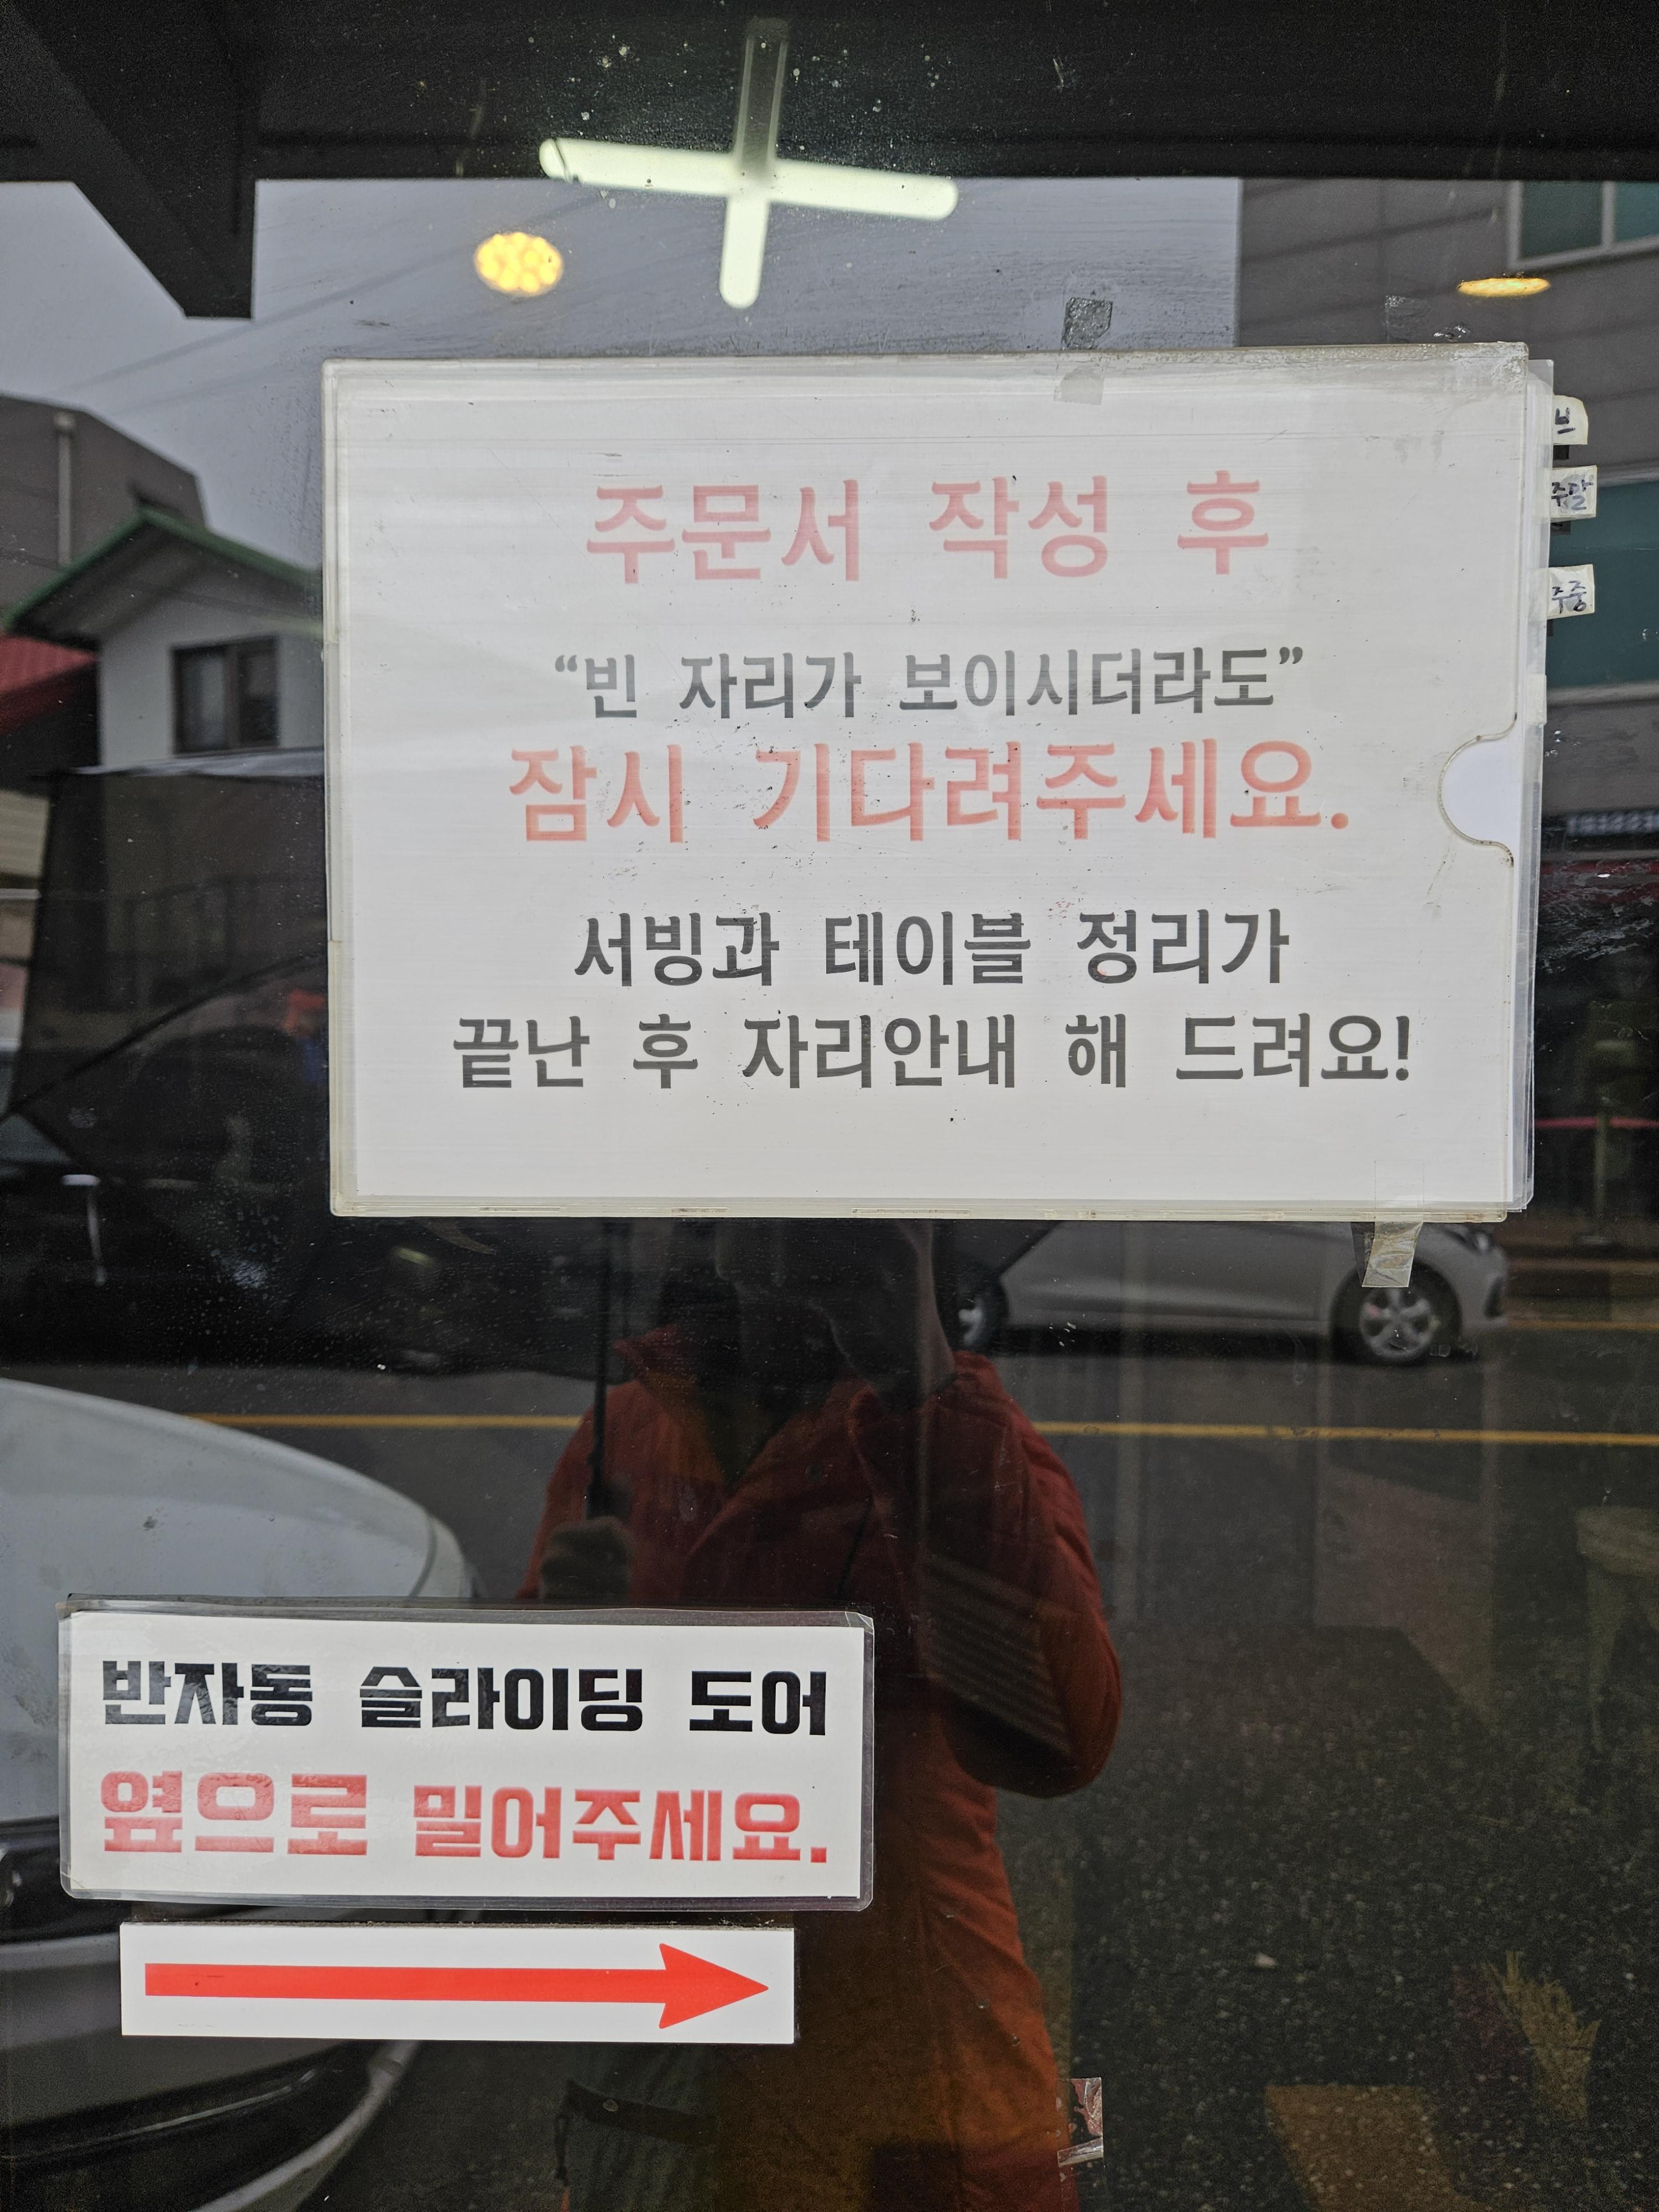 주문서 작성 후
“빈 자리가 보이시더라도”
잠시 기다려주세요.
서빙과 테이블 정리가
끝난 후 자리안내 해 드려요!
반자동 슬라이딩 도어
옆으로 밀어주세요.